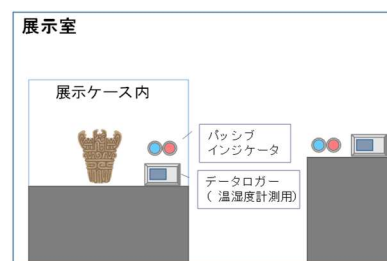 展示室
展示ケース内
パッシブ
インジケータ
データロガー
( 温湿度計測用)